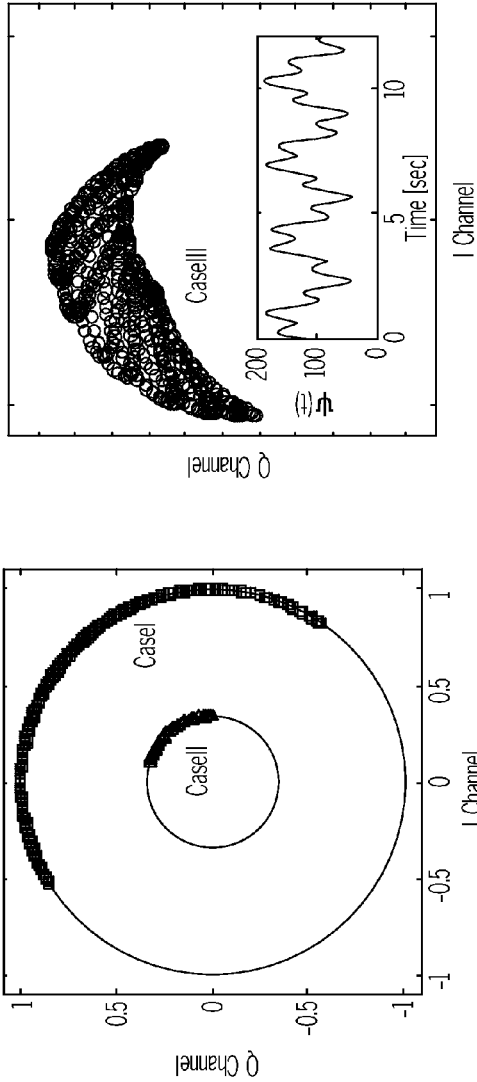 Q Channel
1
0.5
0
-0.5
-1
CaseI
CaseII
-1
-0.5
0
0.5
1
I Channel
Q Channel
CaseIII
ψ(t)
200
100
0
0
5
10
Time [sec]
I Channel